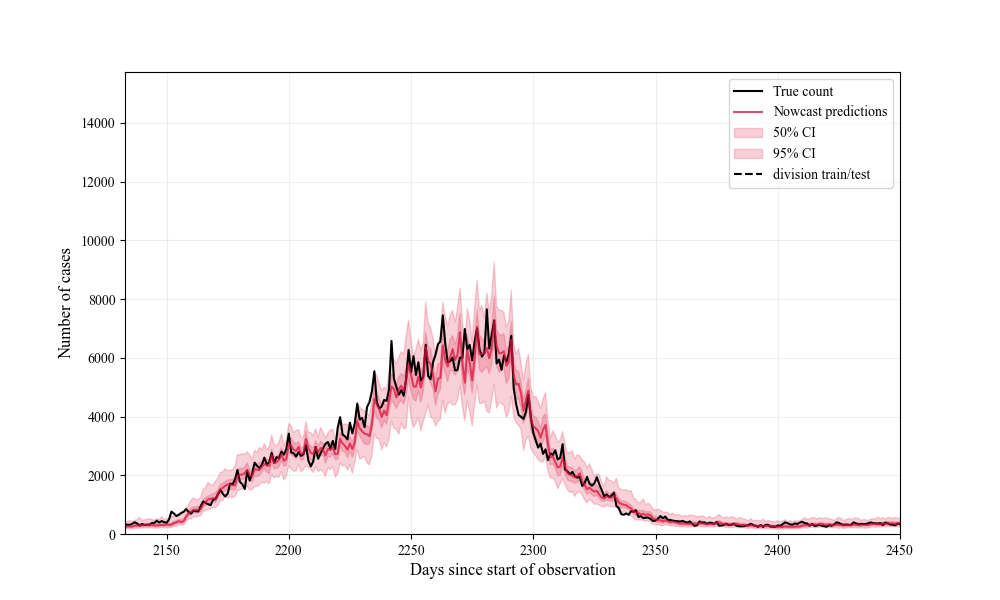 True count
Nowcast predictions
50% CI
95% CI
division train/test
14000
12000
10000
8000
6000
4000
2000
0
Number of cases
2150
2200
2250
2300
2350
2400
2450
Days since start of observation